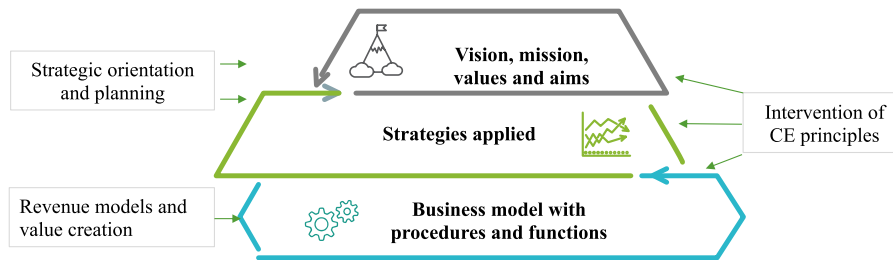 Vision, mission,
values and aims
Strategic orientation
and planning
Strategies applied
Intervention of
CE principles
Revenue models and
value creation
Business model with
procedures and functions